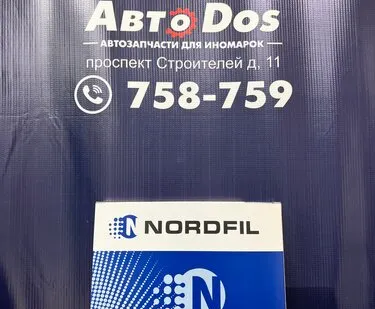 АвтоDos
АВТОЗАПЧАСТИ ДЛЯ ИНОМАРОК
проспект Строителей д. 11
758-759
N NORDFIL
N